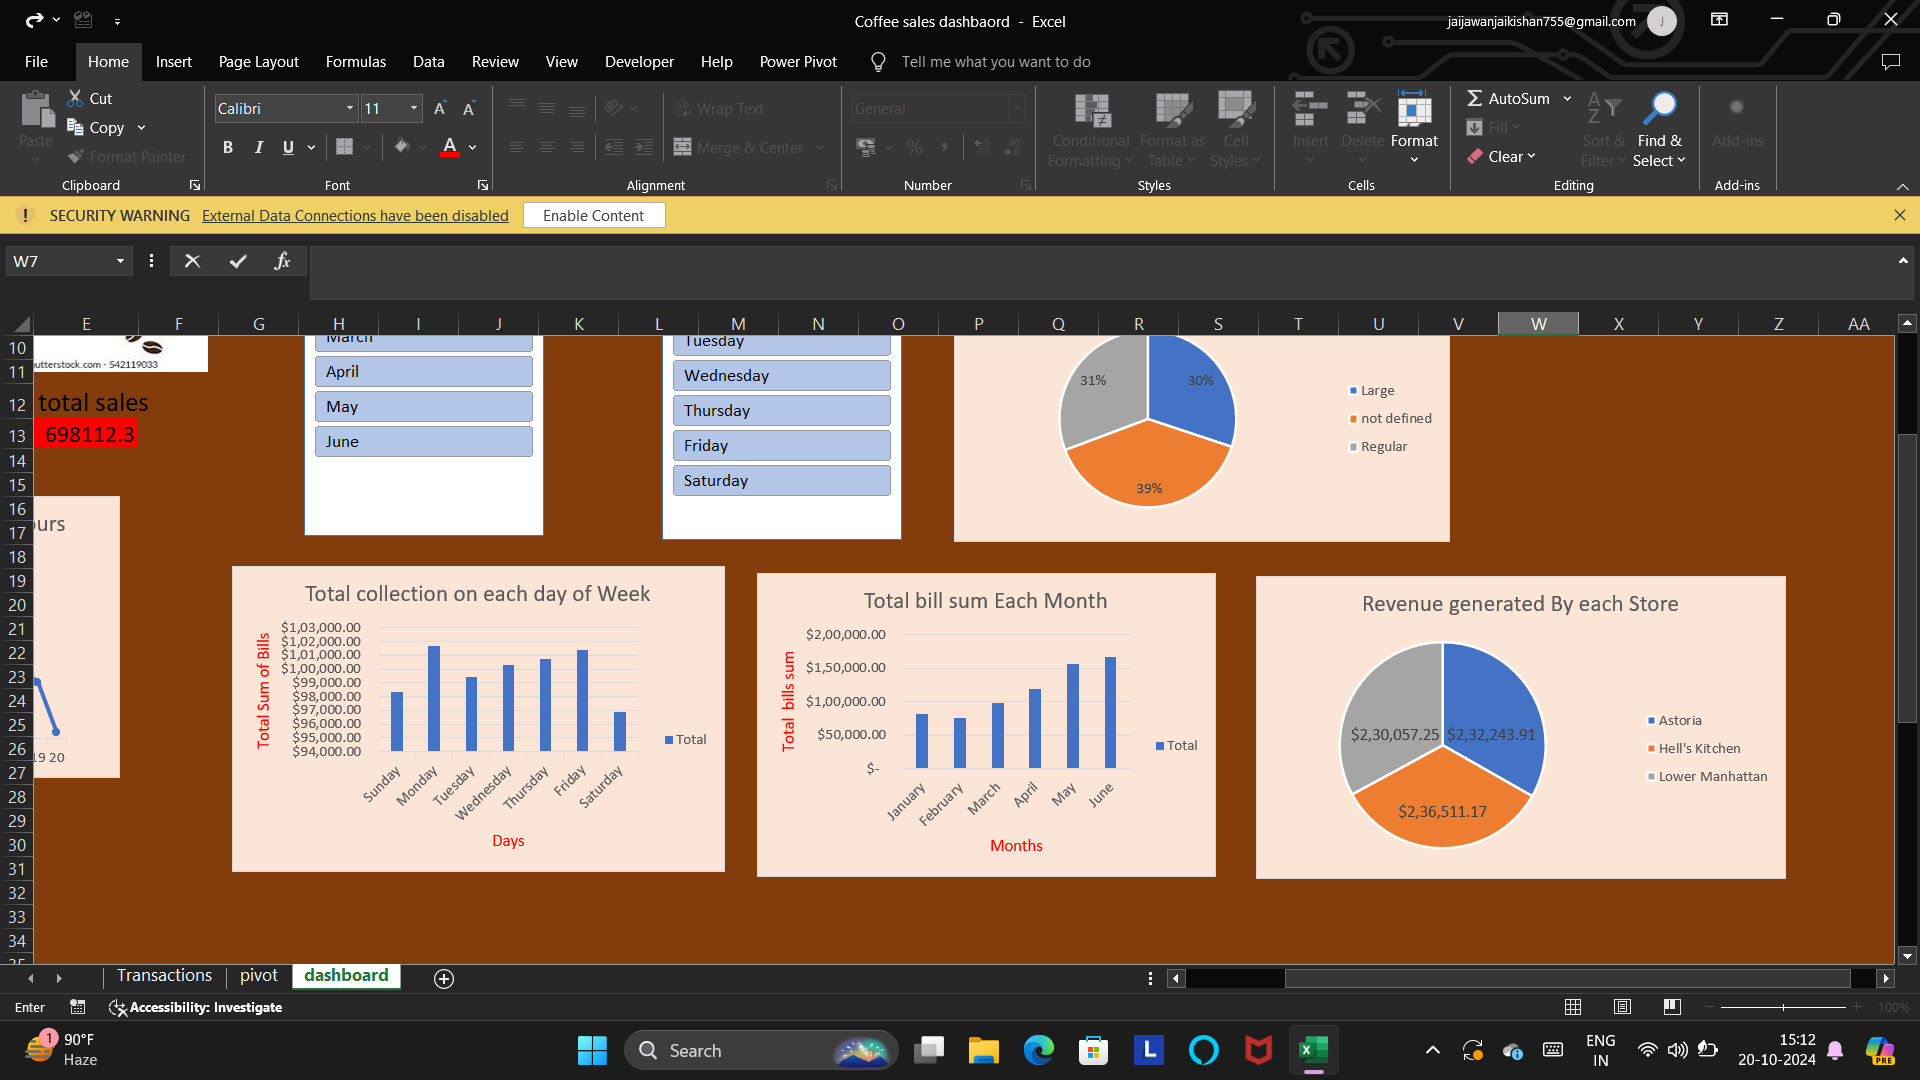 Coffee sales dashbaord - Excel
jaijawanjaikishan755@gmail.com
J
File Home Insert Page Layout Formulas Data Review View Developer Help Power Pivot Tell me what you want to do
Paste
Cut
Copy
Format Painter
Clipboard
Calibri 11
B I U
Font
Wrap Text
Merge & Center
Alignment
General
Number
Conditional Formatting
Format as Table
Cell Styles
Styles
Insert Delete Format
Cells
AutoSum
Fill
Clear
Sort & Filter
Find & Select
Editing
Add-ins
Add-ins
SECURITY WARNING External Data Connections have been disabled Enable Content
W7
fx
E F G H I J K L M N O P Q R S T U V W X Y Z AA
10
11
12
13
14
15
16
17
18
19
20
21
22
23
24
25
26
27
28
29
30
31
32
33
34
35
utterstock.com · 542119033
total sales
698112.3
ours
19 20
March
April
May
June
Tuesday
Wednesday
Thursday
Friday
Saturday
31%
30%
39%
Large
not defined
Regular
Total collection on each day of Week
Total Sum of Bills
$1,03,000.00
$1,02,000.00
$1,01,000.00
$1,00,000.00
$99,000.00
$98,000.00
$97,000.00
$96,000.00
$95,000.00
$94,000.00
Sunday
Monday
Tuesday
Wednesday
Thursday
Friday
Saturday
Total
Days
Total bill sum Each Month
Total bills sum
$2,00,000.00
$1,50,000.00
$1,00,000.00
$50,000.00
$-
January
February
March
April
May
June
Total
Months
Revenue generated By each Store
$2,30,057.25
$2,32,243.91
$2,36,511.17
Astoria
Hell's Kitchen
Lower Manhattan
Transactions pivot dashboard
Enter
Accessibility: Investigate
100%
1
90°F
Haze
Search
L
ENG
IN
15:12
20-10-2024
PRE